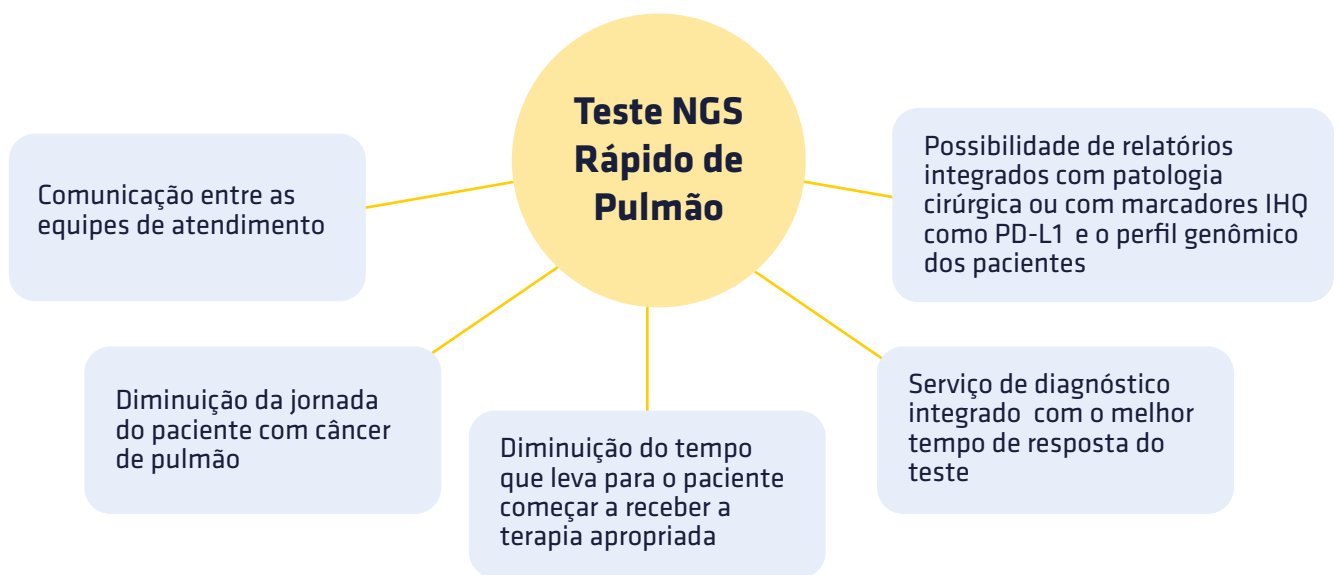 Teste NGS
Rápido de
Pulmão
Comunicação entre as
equipes de atendimento
Possibilidade de relatórios
integrados com patologia
cirúrgica ou com marcadores IHQ
como PD-L1 e o perfil genômico
dos pacientes
Diminuição da jornada
do paciente com câncer
de pulmão
Diminuição do tempo
que leva para o paciente
começar a receber a
terapia apropriada
Serviço de diagnóstico
integrado com o melhor
tempo de resposta do
teste